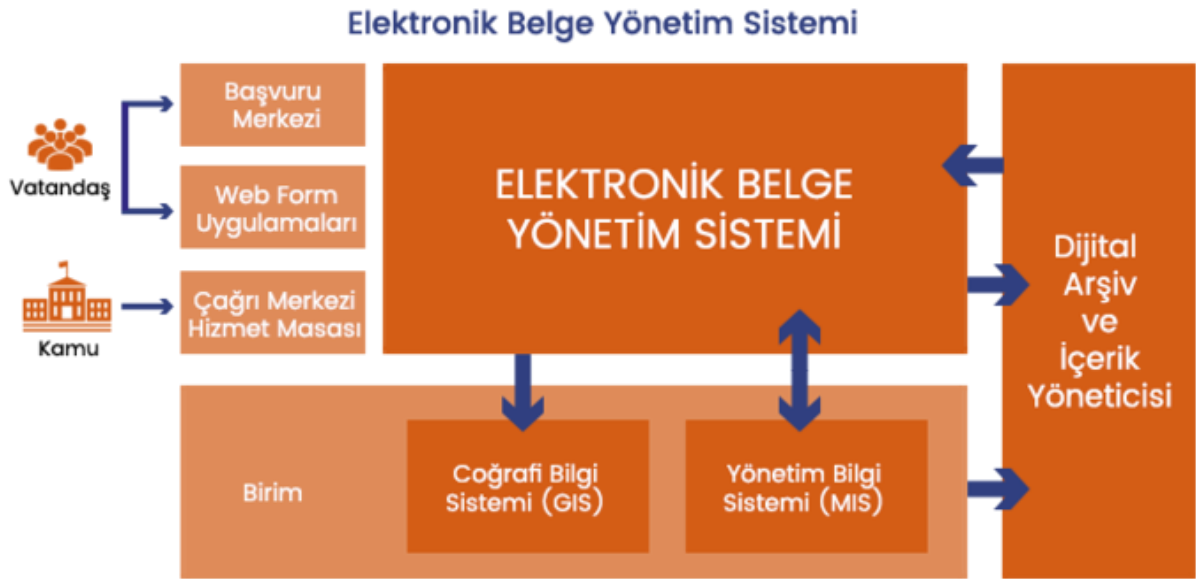 Elektronik Belge Yönetim Sistemi
Vatandaş
Kamu
Başvuru
Merkezi
Web Form
Uygulamaları
Çağrı Merkezi
Hizmet Masası
ELEKTRONİK BELGE
YÖNETİM SİSTEMİ
Birim
Coğrafi Bilgi
Sistemi (GIS)
Yönetim Bilgi
Sistemi (MIS)
Dijital
Arşiv
ve
İçerik
Yöneticisi